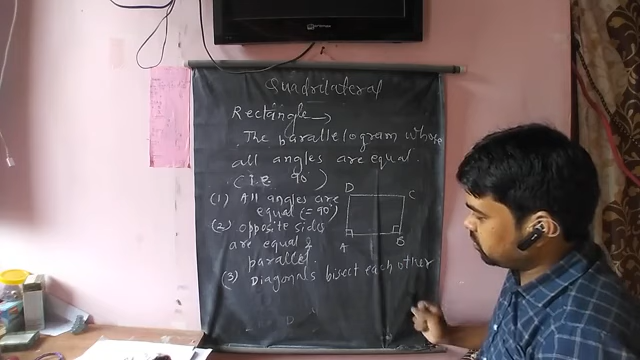 Quadrilateral
Rectangle →
The parallelogram whose
all angles are equal.
(i.e 90°)
(1) All angles are
equal (= 90°)
(2) opposite sides
are equal &
parallel.
(3) Diagonals bisect each other
D C
A B